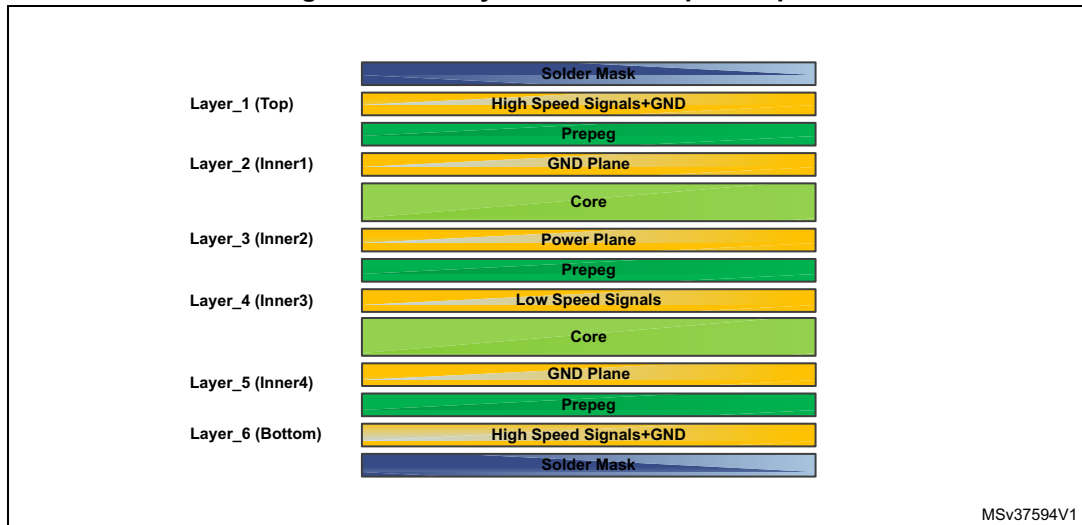 Solder Mask
Layer_1 (Top) High Speed Signals+GND
Prepeg
Layer_2 (Inner1) GND Plane
Core
Layer_3 (Inner2) Power Plane
Prepeg
Layer_4 (Inner3) Low Speed Signals
Core
Layer_5 (Inner4) GND Plane
Prepeg
Layer_6 (Bottom) High Speed Signals+GND
Solder Mask
MSv37594V1